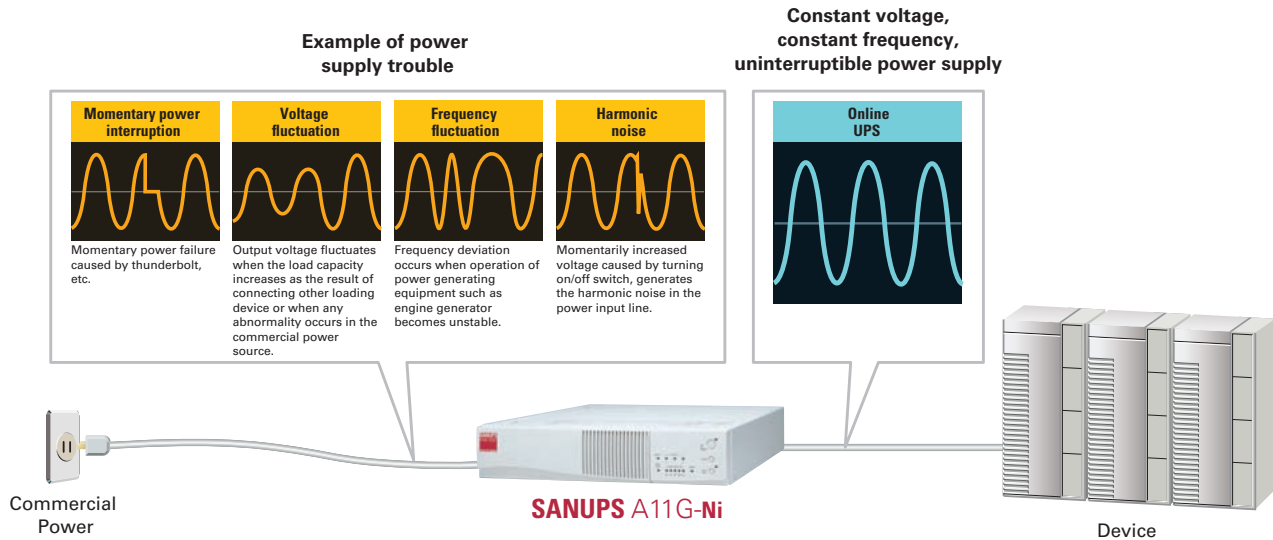 Example of power
supply trouble
Constant voltage,
constant frequency,
uninterruptible power supply
Momentary power
interruption
Momentary power failure
caused by thunderbolt,
etc.
Voltage
fluctuation
Output voltage fluctuates
when the load capacity
increases as the result of
connecting other loading
device or when any
abnormality occurs in the
commercial power
source.
Frequency
fluctuation
Frequency deviation
occurs when operation of
power generating
equipment such as
engine generator
becomes unstable.
Harmonic
noise
Momentarily increased
voltage caused by turning
on/off switch, generates
the harmonic noise in the
power input line.
Online
UPS
Commercial
Power
SANUPS A11G-Ni
Device